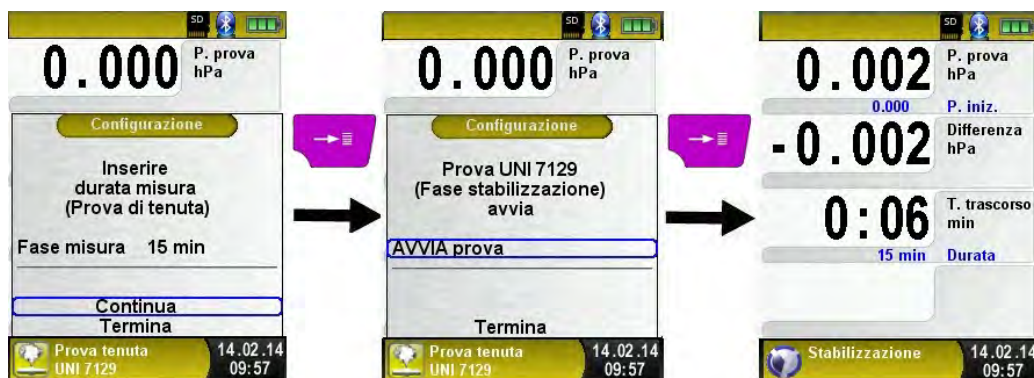 SD
0.000 P. prova
hPa
Configurazione
Inserire
durata misura
(Prova di tenuta)
Fase misura 15 min
Continua
Termina
Prova tenuta 14.02.14
UNI 7129 09:57
SD
0.000 P. prova
hPa
Configurazione
Prova UNI 7129
(Fase stabilizzazione)
avvia
AVVIA prova
Termina
Prova tenuta 14.02.14
UNI 7129 09:57
SD
0.002 P. prova
hPa
0.000 P. iniz.
-0.002 Differenza
hPa
0:06 T. trascorso
min
15 min Durata
Stabilizzazione 14.02.14
09:57